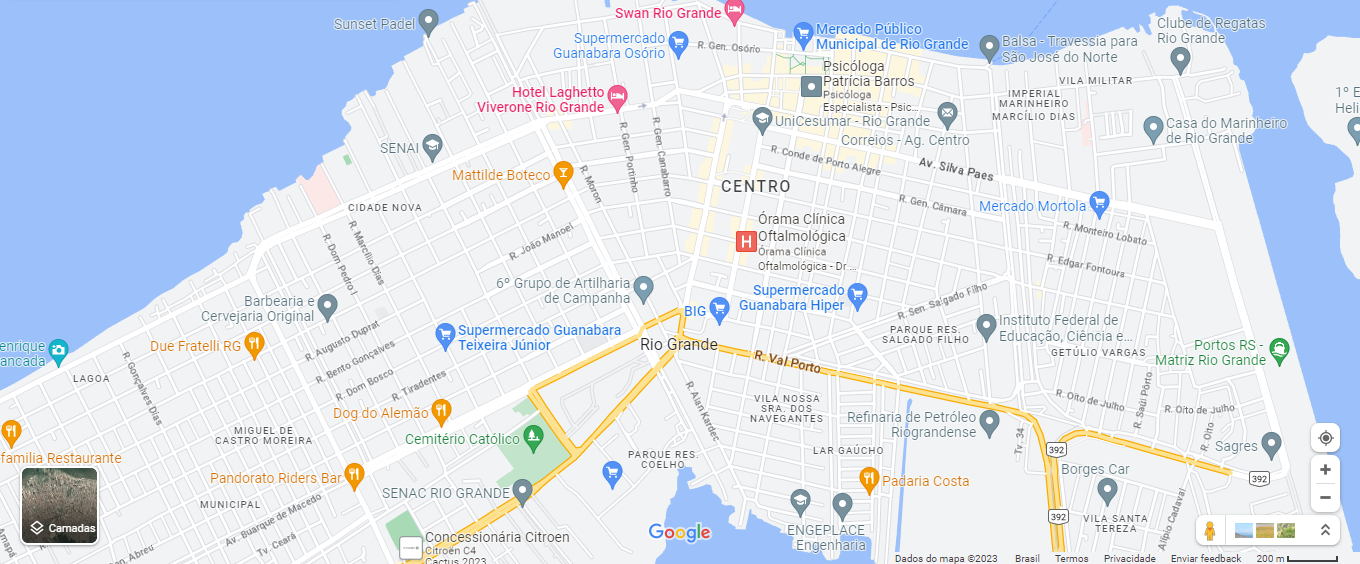 Sunset Padel
Swan Rio Grande
Supermercado
Guanabara Osório
R. Gen. Osório
Mercado Público
Municipal de Rio Grande
Balsa - Travessia para
São José do Norte
Clube de Regatas
Rio Grande
VILA MILITAR
1º E
Heli
Psicóloga
Patrícia Barros
Psicóloga
Especialista - Psic...
Hotel Laghetto
Viverone Rio Grande
IMPERIAL
MARINHEIRO
MARCÍLIO DIAS
UniCesumar - Rio Grande
Correios - Ag. Centro
Casa do Marinheiro
de Rio Grande
SENAI
R. Gen. Portinho
R. Gen. Canabarro
Mattilde Boteco
R. Moron
R. Conde de Porto Alegre
Av. Silva Paes
CENTRO
CIDADE NOVA
R. Gen. Câmara
Mercado Mortola
Órama Clínica
Oftalmológica
Órama Clínica
Oftalmológica - Dr ...
R. Dom Pedro I
R. Marcílio Dias
R. João Manoel
R. Monteiro Lobato
R. Edgar Fontoura
6º Grupo de Artilharia
de Campanha
Supermercado
Guanabara Hiper
R. Sen. Salgado Filho
Barbearia e
Cervejaria Original
BIG
PARQUE RES.
SALGADO FILHO
Instituto Federal de
Educação, Ciência e...
GETÚLIO VARGAS
R. Augusto Duprat
Supermercado Guanabara
Teixeira Júnior
Rio Grande
Due Fratelli RG
enrique
ancada
R. Val Porto
Portos RS -
Matriz Rio Grande
LAGOA
R. Gonçalves Dias
R. Bento Gonçalves
R. Dom Bosco
R. Tiradentes
R. Alan Kardec
VILA NOSSA
SRA. DOS
NAVEGANTES
R. Oito de Julho
R. Saúl Pôrto
R. Oito de Julho
R. Oito
Dog do Alemão
Refinaria de Petróleo
Riograndense
MIGUEL DE
CASTRO MOREIRA
Cemitério Católico
Tv. 34
392
Sagres
familia Restaurante
PARQUE RES.
COELHO
LAR GAÚCHO
Borges Car
392
Pandorato Riders Bar
Padaria Costa
SENAC RIO GRANDE
MUNICIPAL
Av. Buarque de Macedo
392
VILA SANTA
TEREZA
Alípio Cadaval
Camadas
ENGEPLACE
Engenharia
Google
Concessionária Citroen
Citroën C4
Cactus 2023
Amapá
en. Abreu
Tv. Ceará
Dados do mapa ©2023
Brasil
Termos
Privacidade
Enviar feedback
200 m